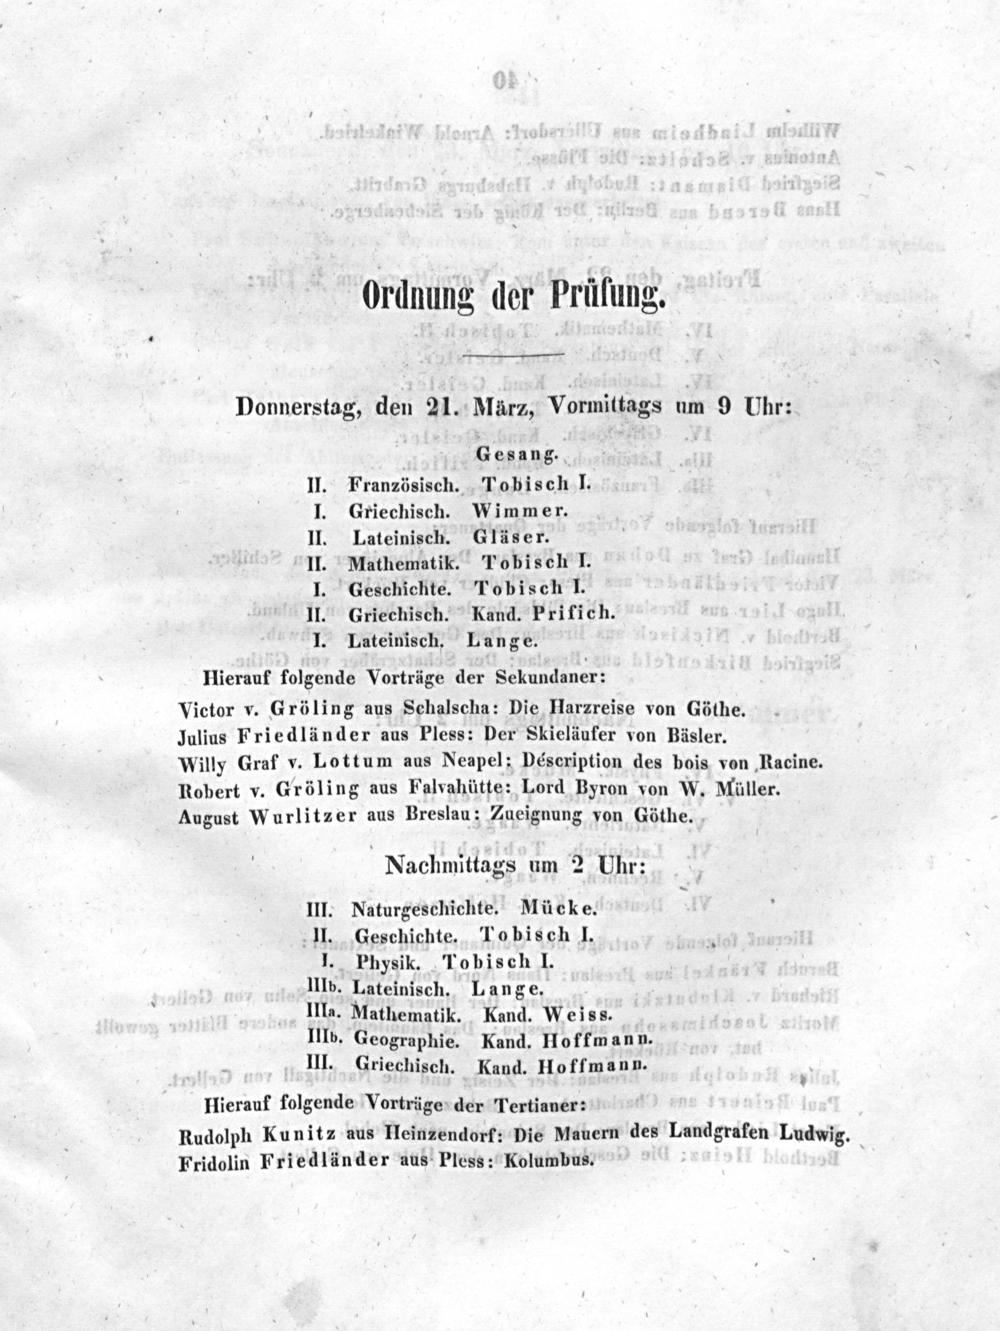 Ordnung der Prüfung.
Donnerstag, den 21. März, Vormittags um 9 Uhr:
Gesang.
II. Französisch. Tobisch I.
I. Griechisch. Wimmer.
II. Lateinisch. Gläser.
II. Mathematik. Tobisch I.
I. Geschichte. Tobisch I.
II. Griechisch. Kand. Prifich.
I. Lateinisch. Lange.
Hierauf folgende Vorträge der Sekundaner:
Victor v. Gröling aus Schalscha: Die Harzreise von Göthe.
Julius Friedländer aus Pless: Der Skieläufer von Bäsler.
Willy Graf v. Lottum aus Neapel: Déscription des bois von Racine.
Robert v. Gröling aus Falvahütte: Lord Byron von W. Müller.
August Wurlitzer aus Breslau: Zueignung von Göthe.
Nachmittags um 2 Uhr:
III. Naturgeschichte. Mücke.
II. Geschichte. Tobisch I.
I. Physik. Tobisch I.
IIIb. Lateinisch. Lange.
IIIa. Mathematik. Kand. Weiss.
IIIb. Geographie. Kand. Hoffmann.
III. Griechisch. Kand. Hoffmann.
Hierauf folgende Vorträge der Tertianer:
Rudolph Kunitz aus Heinzendorf: Die Mauern des Landgrafen Ludwig.
Fridolin Friedländer aus Pless: Kolumbus.